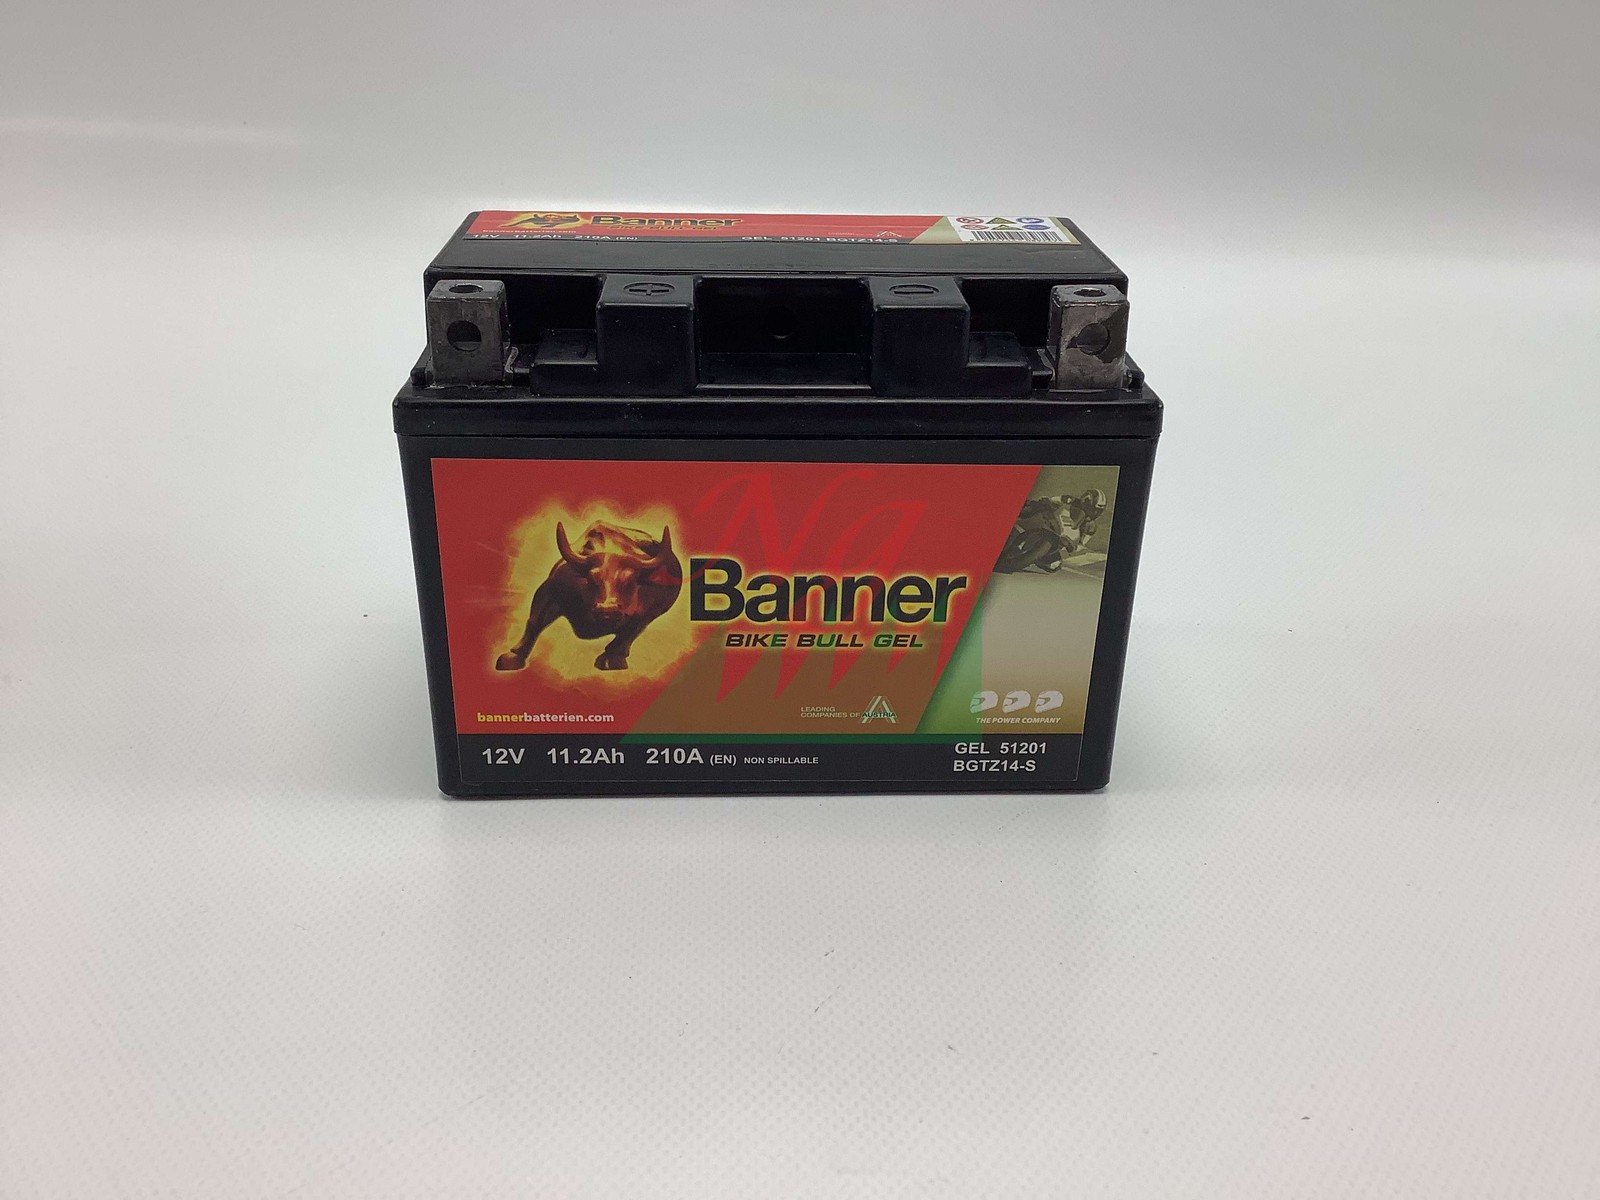 Banner
12V 11.2Ah 210A (EN)
GEL 51201 BGTZ14-S
Na
Banner
BIKE BULL GEL
bannerbatterien.com
LEADING
COMPANIES OF AUSTRIA
THE POWER COMPANY
12V 11.2Ah 210A (EN) NON SPILLABLE
GEL 51201
BGTZ14-S